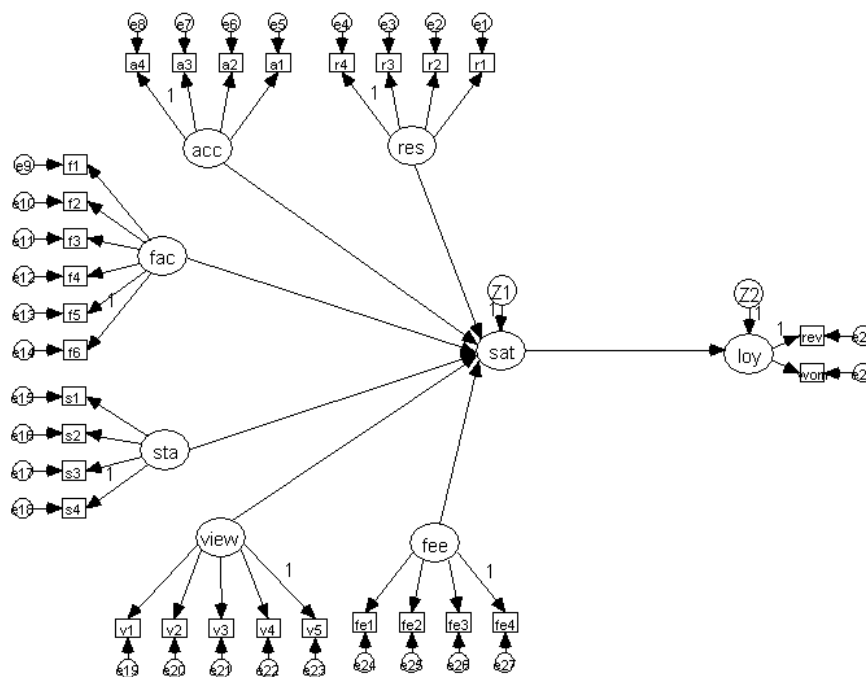 e8 e7 e6 e5 e4 e3 e2 e1
a4 a3 a2 a1 r4 r3 r2 r1
1 1
acc res
e9 f1
e10 f2
e11 f3
fac
e12 f4
e13 f5 1
e14 f6
Z1 Z2
1 1
sat loy
1 rev e2
e2
e15 s1
e16 s2
sta
e17 s3 1
e18 s4
view fee
1 1
v1 v2 v3 v4 v5 fe1 fe2 fe3 fe4
e19 e20 e21 e22 e23 e24 e25 e26 e27